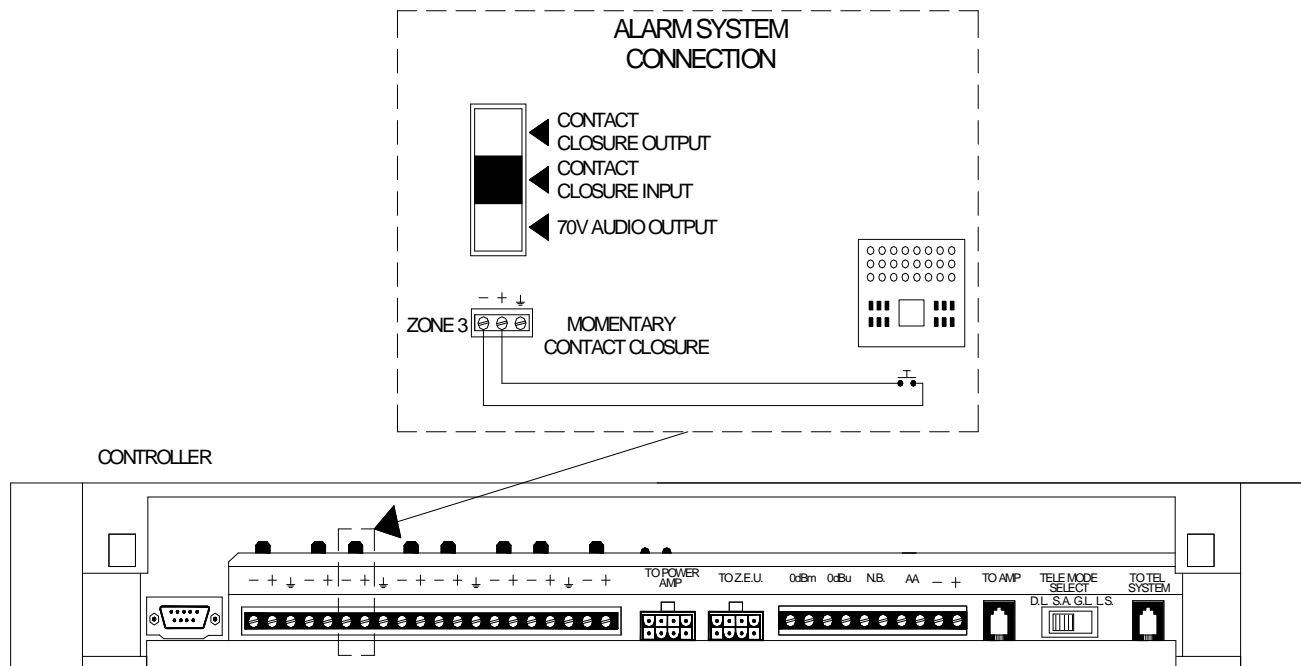 ALARM SYSTEM
CONNECTION
CONTACT
CLOSURE OUTPUT
CONTACT
CLOSURE INPUT
70V AUDIO OUTPUT
− + ⏚
ZONE 3
MOMENTARY
CONTACT CLOSURE
CONTROLLER
− + ⏚ − + − + ⏚ − + − + ⏚ − + − + ⏚ − +
TO POWER
AMP
TO Z.E.U.
0dBm 0dBu N.B. AA − +
TO AMP
TELE MODE
SELECT
D.L. S.A. G.L. L.S.
TO TEL
SYSTEM